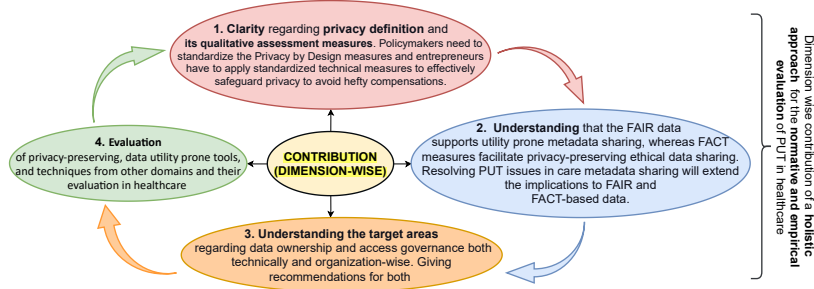 1. Clarity regarding privacy definition and
its qualitative assessment measures. Policymakers need to
standardize the Privacy by Design measures and entrepreneurs
have to apply standardized technical measures to effectively
safeguard privacy to avoid hefty compensations.
2. Understanding that the FAIR data
supports utility prone metadata sharing, whereas FACT
measures facilitate privacy-preserving ethical data sharing.
Resolving PUT issues in care metadata sharing will extend
the implications to FAIR and
FACT-based data.
4. Evaluation
of privacy-preserving, data utility prone tools,
and techniques from other domains and their
evaluation in healthcare
CONTRIBUTION
(DIMENSION-WISE)
3. Understanding the target areas
regarding data ownership and access governance both
technically and organization-wise. Giving
recommendations for both
Dimension wise contribution of a holistic
approach for the normative and empirical
evaluation of PUT in healthcare